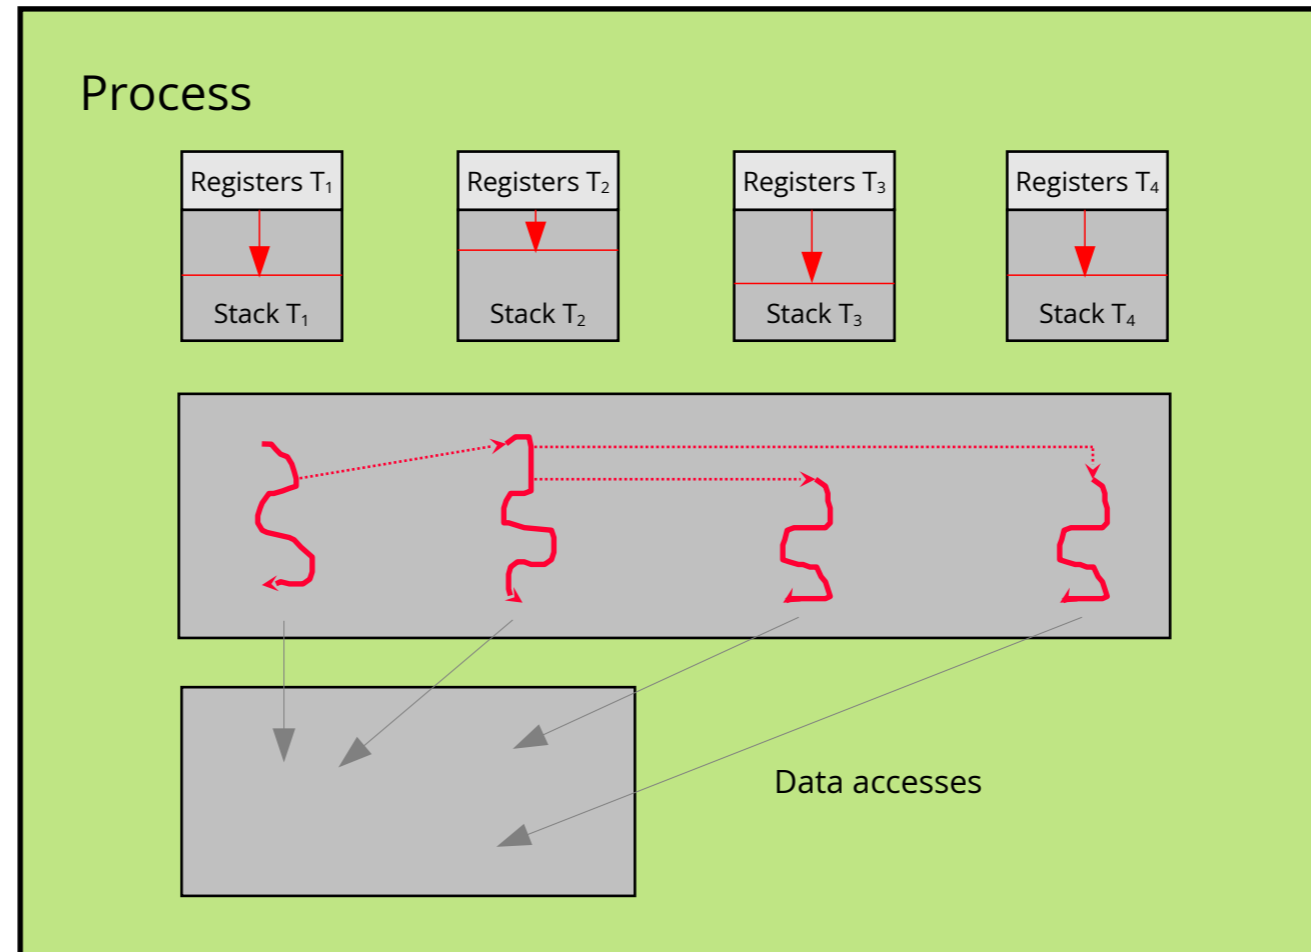 Process
Registers T₁
Registers T₂
Registers T₃
Registers T₄
Stack T₁
Stack T₂
Stack T₃
Stack T₄
Data accesses